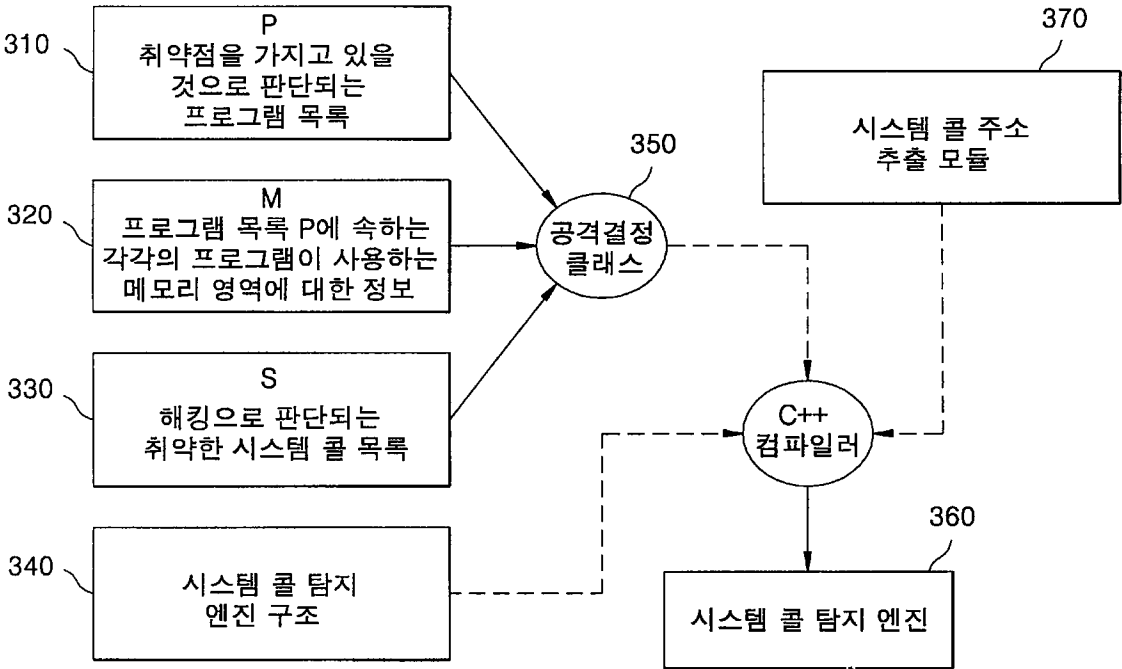 310
P
취약점을 가지고 있을
것으로 판단되는
프로그램 목록
320
M
프로그램 목록 P에 속하는
각각의 프로그램이 사용하는
메모리 영역에 대한 정보
330
S
해킹으로 판단되는
취약한 시스템 콜 목록
340
시스템 콜 탐지
엔진 구조
350
공격결정
클래스
370
시스템 콜 주소
추출 모듈
C++
컴파일러
360
시스템 콜 탐지 엔진